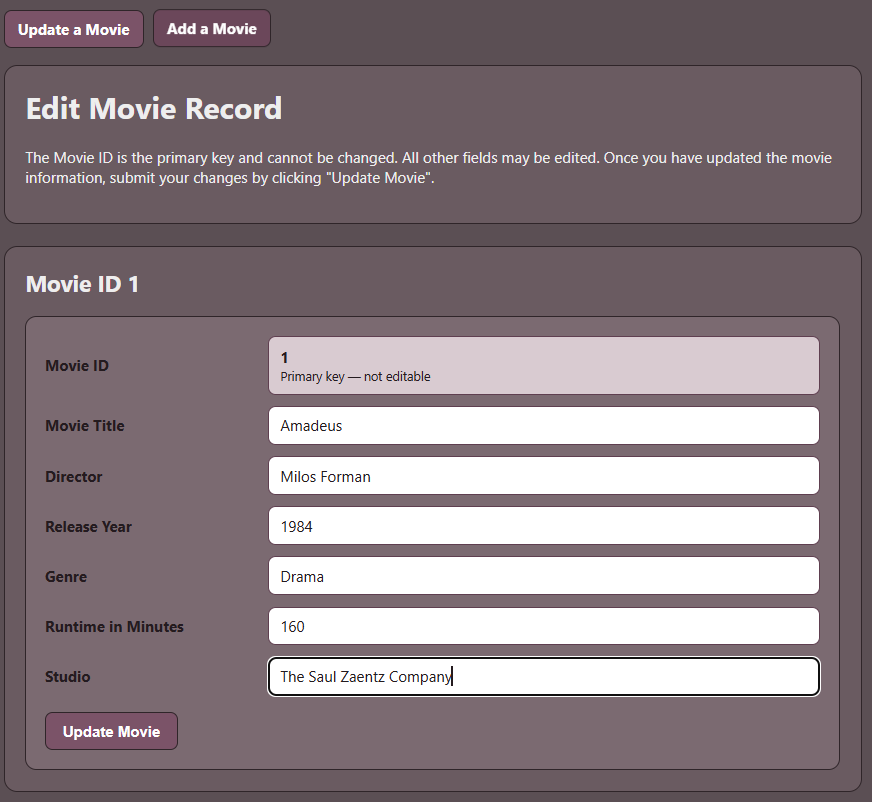 Update a Movie Add a Movie
Edit Movie Record
The Movie ID is the primary key and cannot be changed. All other fields may be edited. Once you have updated the movie
information, submit your changes by clicking "Update Movie".
Movie ID 1
Movie ID
1
Primary key — not editable
Movie Title
Amadeus
Director
Milos Forman
Release Year
1984
Genre
Drama
Runtime in Minutes
160
Studio
The Saul Zaentz Company
Update Movie